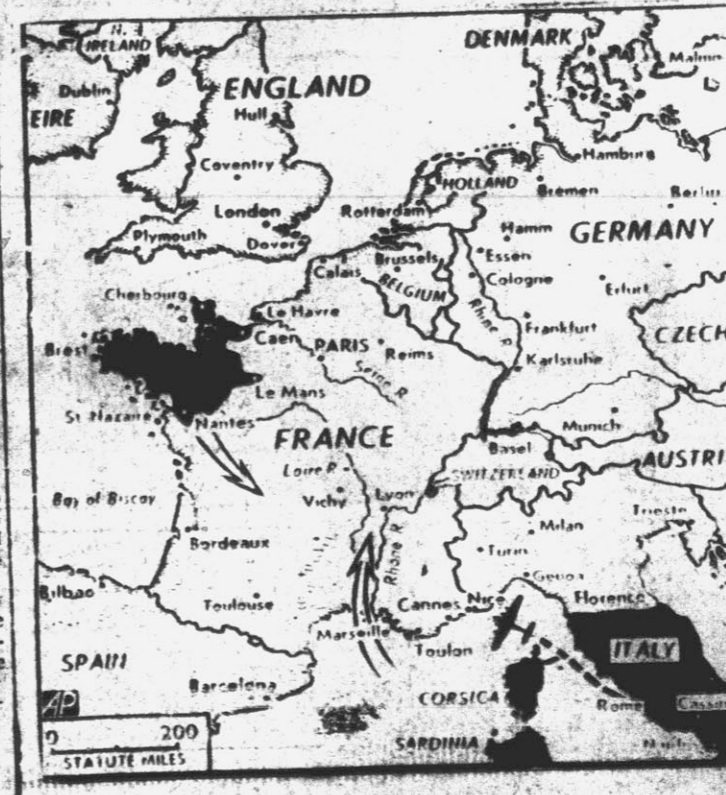 N.
IRELAND
DENMARK
Malmo
Dublin
ENGLAND
EIRE
Hull
Hamburg
Coventry
HOLLAND
Bremen
Berlin
London
Rotterdam
Hamm
GERMANY
Plymouth
Dover
Brussels
Essen
Calais
Cologne
Erfurt
Cherbourg
BELGIUM
Rhine R
Le Havre
Frankfurt
CZECH
Caen
PARIS
Reims
Brest
Karlsruhe
Seine R
Le Mans
St Nazaire
Nantes
Munich
FRANCE
Basel
AUSTRI
Loire R
SWITZERLAND
Bay of Biscay
Vichy
Lyon
Trieste
Milan
Bordeaux
Rhone R
Turin
Genoa
Bilbao
Toulouse
Cannes
Nice
Florence
Marseille
Toulon
ITALY
SPAIN
Barcelona
CORSICA
Rome
Cassin
AP
0 200
STATUTE MILES
SARDINIA